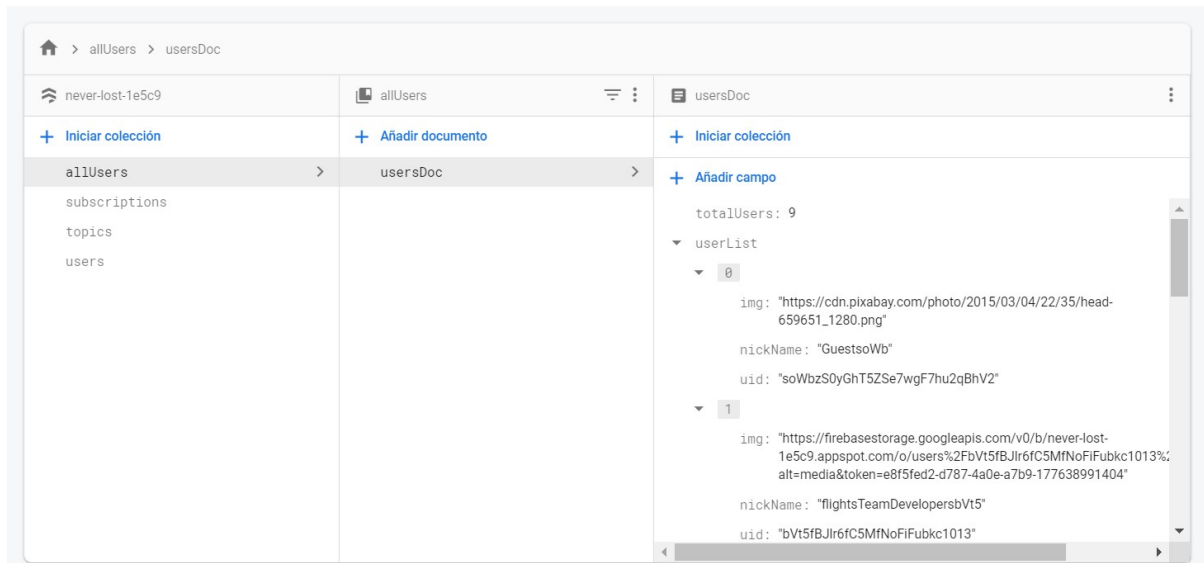 allUsers > usersDoc
never-lost-1e5c9
allUsers
usersDoc
+ Iniciar colección
+ Añadir documento
+ Iniciar colección
allUsers
usersDoc
+ Añadir campo
subscriptions
topics
users
totalUsers: 9
userList
0
img: "https://cdn.pixabay.com/photo/2015/03/04/22/35/head-
659651_1280.png"
nickName: "GuestsoWb"
uid: "soWbzS0yGhT5ZSe7wgF7hu2qBhV2"
1
img: "https://firebasestorage.googleapis.com/v0/b/never-lost-
1e5c9.appspot.com/o/users%2FbVt5fBJlr6fC5MfNoFiFubkc1013%2
alt=media&token=e8f5fed2-d787-4a0e-a7b9-177638991404"
nickName: "flightsTeamDevelopersbVt5"
uid: "bVt5fBJlr6fC5MfNoFiFubkc1013"